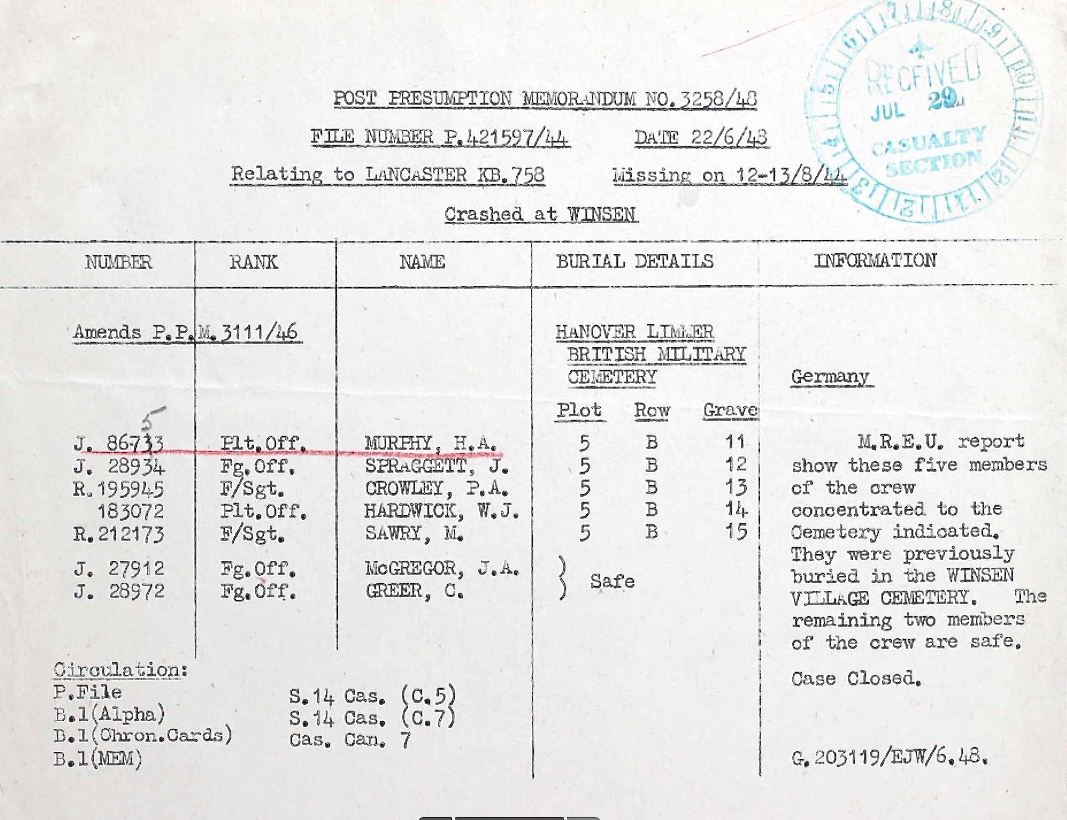 RECEIVED
JUL 29
CASUALTY
SECTION
POST PRESUMPTION MEMORANDUM NO.3258/48
FILE NUMBER P.421597/44 DATE 22/6/48
Relating to LANCASTER KB.758 Missing on 12-13/8/44
Crashed at WINSEN
NUMBER RANK NAME BURIAL DETAILS INFORMATION
Amends P.P.M.3111/46
HANOVER LIMMER
BRITISH MILITARY
CEMETERY
Germany
Plot Row Grave
5
J. 86733 Plt.Off. MURPHY, H.A. 5 B 11
J. 28934 Fg.Off. SPRAGGETT, J. 5 B 12
R.195945 F/Sgt. CROWLEY, P.A. 5 B 13
183072 Plt.Off. HARDWICK, W.J. 5 B 14
R.212173 F/Sgt. SAWRY, M. 5 B 15
J. 27912 Fg.Off. McGREGOR, J.A.
J. 28972 Fg.Off. GREER, C.
} Safe
M.R.E.U. report
show these five members
of the crew
concentrated to the
Cemetery indicated.
They were previously
buried in the WINSEN
VILLAGE CEMETERY. The
remaining two members
of the crew are safe.
Case Closed.
Circulation:
P.File S.14 Cas. (C.5)
B.1(Alpha) S.14 Cas. (C.7)
B.1(Chron.Cards) Cas. Can. 7
B.1(MEM)
G.203119/EJW/6.48.